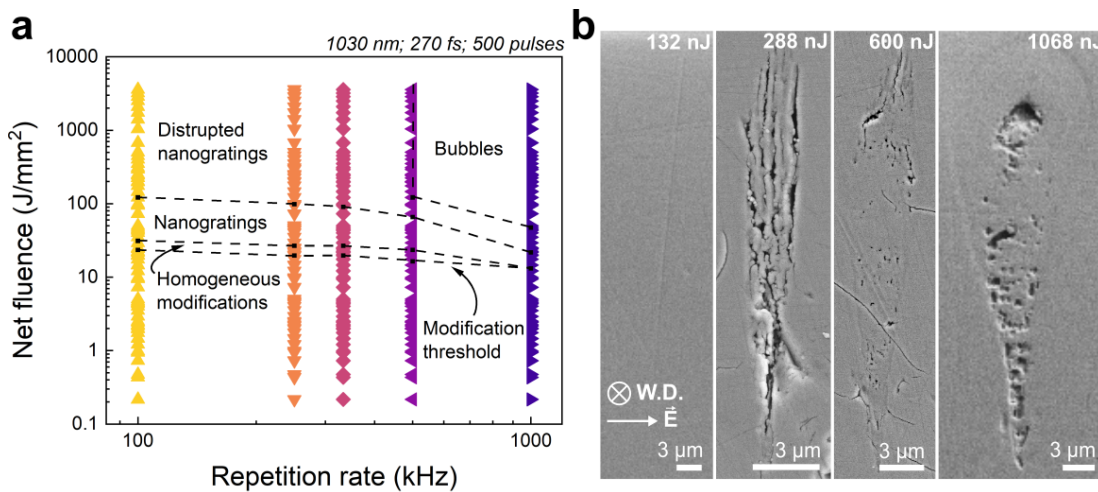 a
1030 nm; 270 fs; 500 pulses
Net fluence (J/mm²)
10000
1000
100
10
1
0.1
Distrupted
nanogratings
Bubbles
Nanogratings
Homogeneous
modifications
Modification
threshold
100
1000
Repetition rate (kHz)
b
132 nJ
288 nJ
600 nJ
1068 nJ
W.D.
E
3 μm
3 μm
3 μm
3 μm